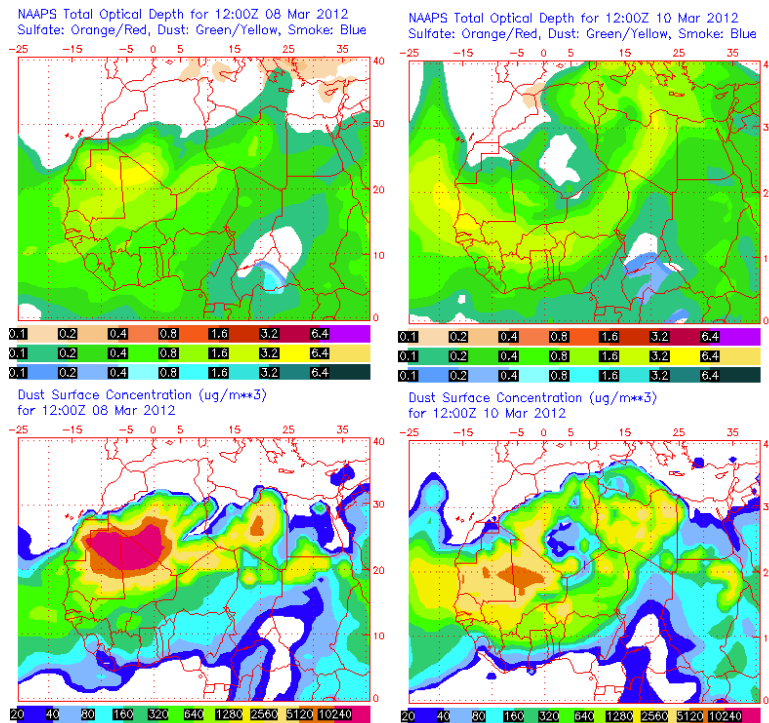 NAAPS Total Optical Depth for 12:00Z 08 Mar 2012
Sulfate: Orange/Red, Dust: Green/Yellow, Smoke: Blue
-25 -15 -5 0 5 15 25 35
40
30
20
10
0
0.1 0.2 0.4 0.8 1.6 3.2 6.4
0.1 0.2 0.4 0.8 1.6 3.2 6.4
0.1 0.2 0.4 0.8 1.6 3.2 6.4
NAAPS Total Optical Depth for 12:00Z 10 Mar 2012
Sulfate: Orange/Red, Dust: Green/Yellow, Smoke: Blue
-25 -15 -5 0 5 15 25
4
3
2
1
0
0.1 0.2 0.4 0.8 1.6 3.2 6.4
0.1 0.2 0.4 0.8 1.6 3.2 6.4
0.1 0.2 0.4 0.8 1.6 3.2 6.4
Dust Surface Concentration (ug/m**3)
for 12:00Z 08 Mar 2012
-25 -15 -5 0 5 15 25 35
40
30
20
10
0
20 40 80 160 320 640 1280 2560 5120 10240
Dust Surface Concentration (ug/m**3)
for 12:00Z 10 Mar 2012
-25 -15 -5 0 5 15 25
4
3
2
1
0
20 40 80 160 320 640 1280 2560 5120 10240